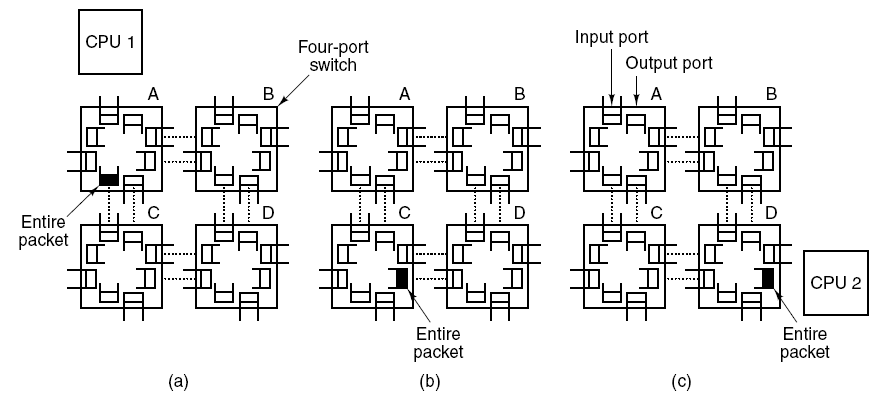 CPU 1
Four-port
switch
Input port
Output port
A
B
A
B
A
B
Entire
packet
C
D
C
D
C
D
CPU 2
Entire
packet
Entire
packet
(a)
(b)
(c)